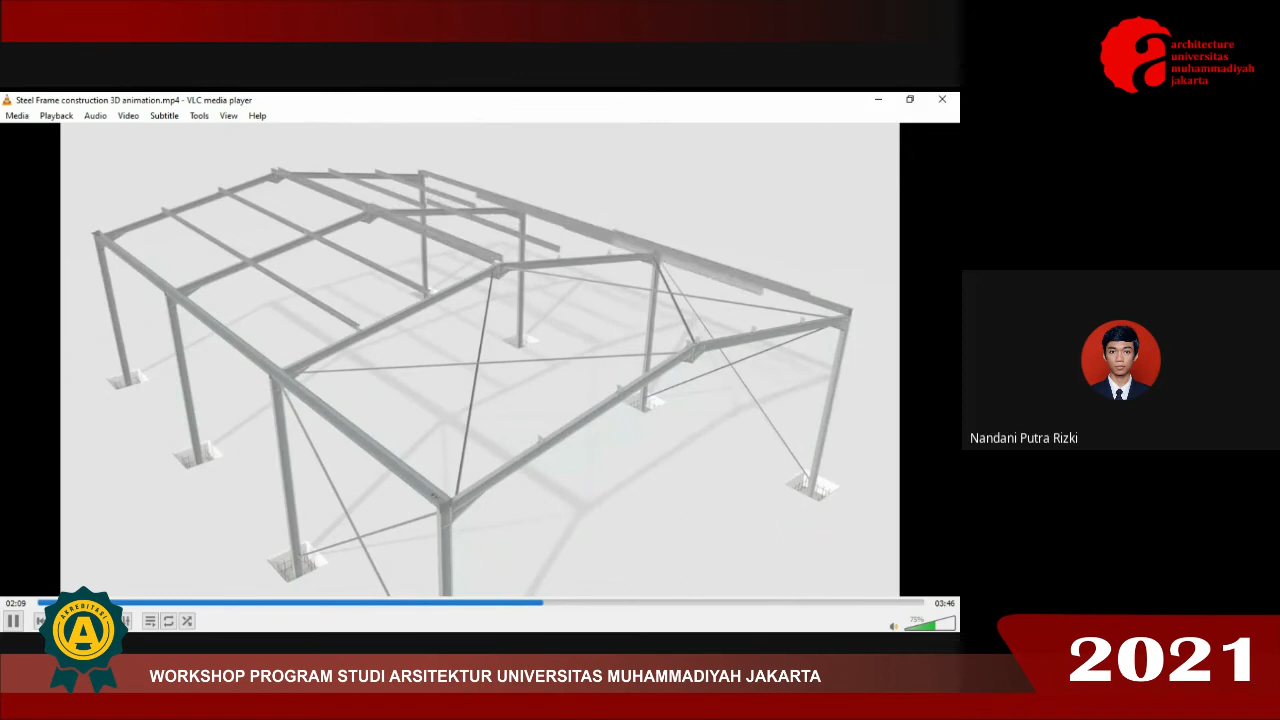 architecture
universitas
muhammadiyah
jakarta
Steel Frame construction 3D animation.mp4 - VLC media player
Media Playback Audio Video Subtitle Tools View Help
Nandani Putra Rizki
02:09
03:46
75%
AKREDITASI
A
WORKSHOP PROGRAM STUDI ARSITEKTUR UNIVERSITAS MUHAMMADIYAH JAKARTA
2021